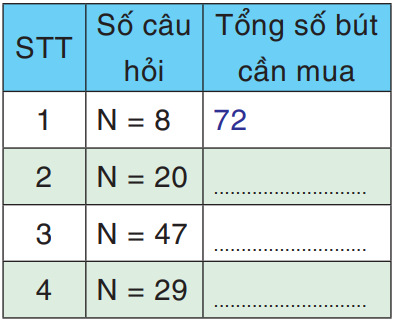 STT
Số câu hỏi
Tổng số bút cần mua
1 N = 8 72
2 N = 20 ............................
3 N = 47 ............................
4 N = 29 ............................